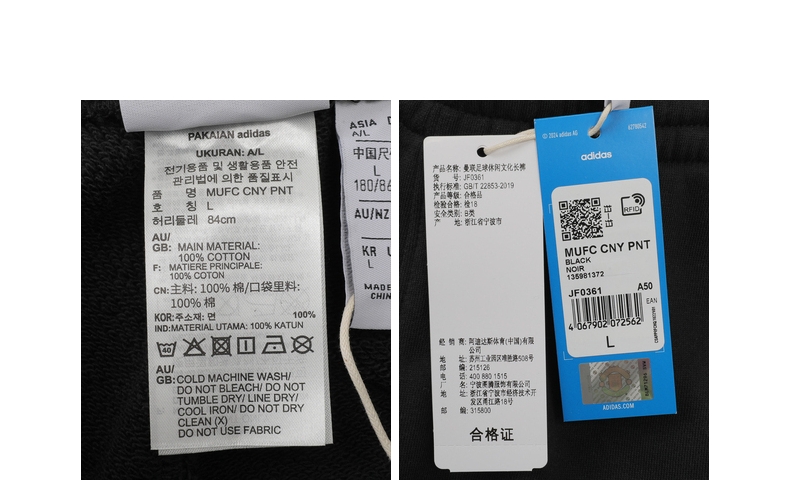 PAKAIAN adidas
UKURAN: A/L
전기용품 및 생활용품 안전
관리법에 의한 품질표시
품 명 MUFC CNY PNT
호 칭 L
허리둘레 84cm
AU/
GB: MAIN MATERIAL:
100% COTTON
F: MATIERE PRINCIPALE:
100% COTON
CN: 主料: 100% 棉/口袋里料:
100% 棉
KOR: 주소재: 면 100%
IND: MATERIAL UTAMA: 100% KATUN
40
AU/
GB: COLD MACHINE WASH/
DO NOT BLEACH/ DO NOT
TUMBLE DRY/ LINE DRY/
COOL IRON/ DO NOT DRY
CLEAN (X)
DO NOT USE FABRIC
ASIA
A/L
中国尺
L
180/86
AU/NZ
KR
L
MADE
CHIN
产品名称: 曼联足球休闲文化长裤
货 号: JF0361
执行标准: GB/T 22853-2019
产品等级: 合格品
检验合格: 检18
安全类别: B类
产 地: 浙江省宁波市
经 销 商: 阿迪达斯体育(中国)有限
公司
地 址: 苏州工业园区塘北路508号
邮 编: 215126
电 话: 400 880 1515
厂 名: 宁波菱腾服饰有限公司
地 址: 浙江省宁波市经济技术开
发区甬江路18号
邮 编: 315800
合格证
© 2024 adidas AG
adidas
RFID
MUFC CNY PNT
BLACK
NOIR
135981372
JF0361 A50
EAN
4 067902 072562
L
ADIDAS.COM